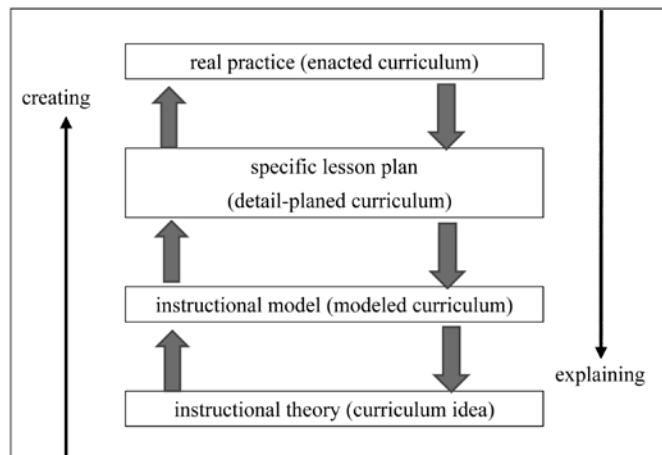 real practice (enacted curriculum)
creating
specific lesson plan
(detail-planed curriculum)
instructional model (modeled curriculum)
explaining
instructional theory (curriculum idea)